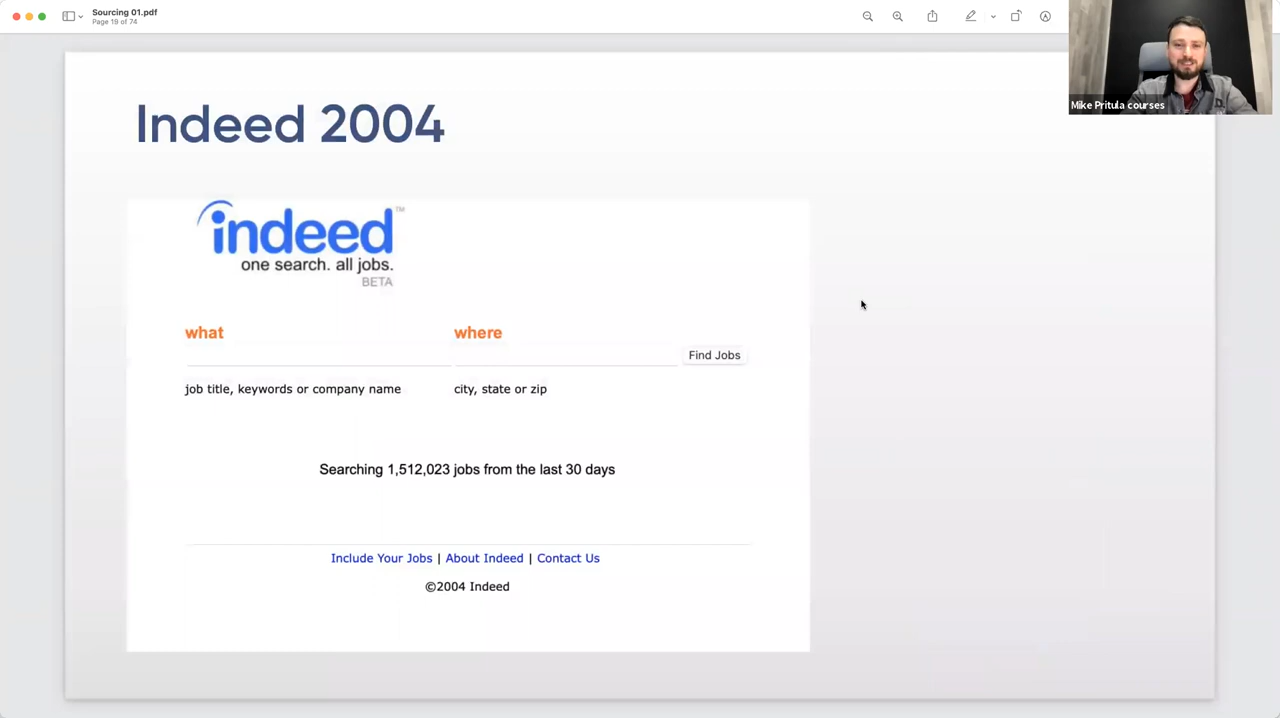 Sourcing 01.pdf
Page 19 of 74
Mike Pritula courses
Indeed 2004
indeed™
one search. all jobs.
BETA
what where
Find Jobs
job title, keywords or company name city, state or zip
Searching 1,512,023 jobs from the last 30 days
Include Your Jobs | About Indeed | Contact Us
©2004 Indeed